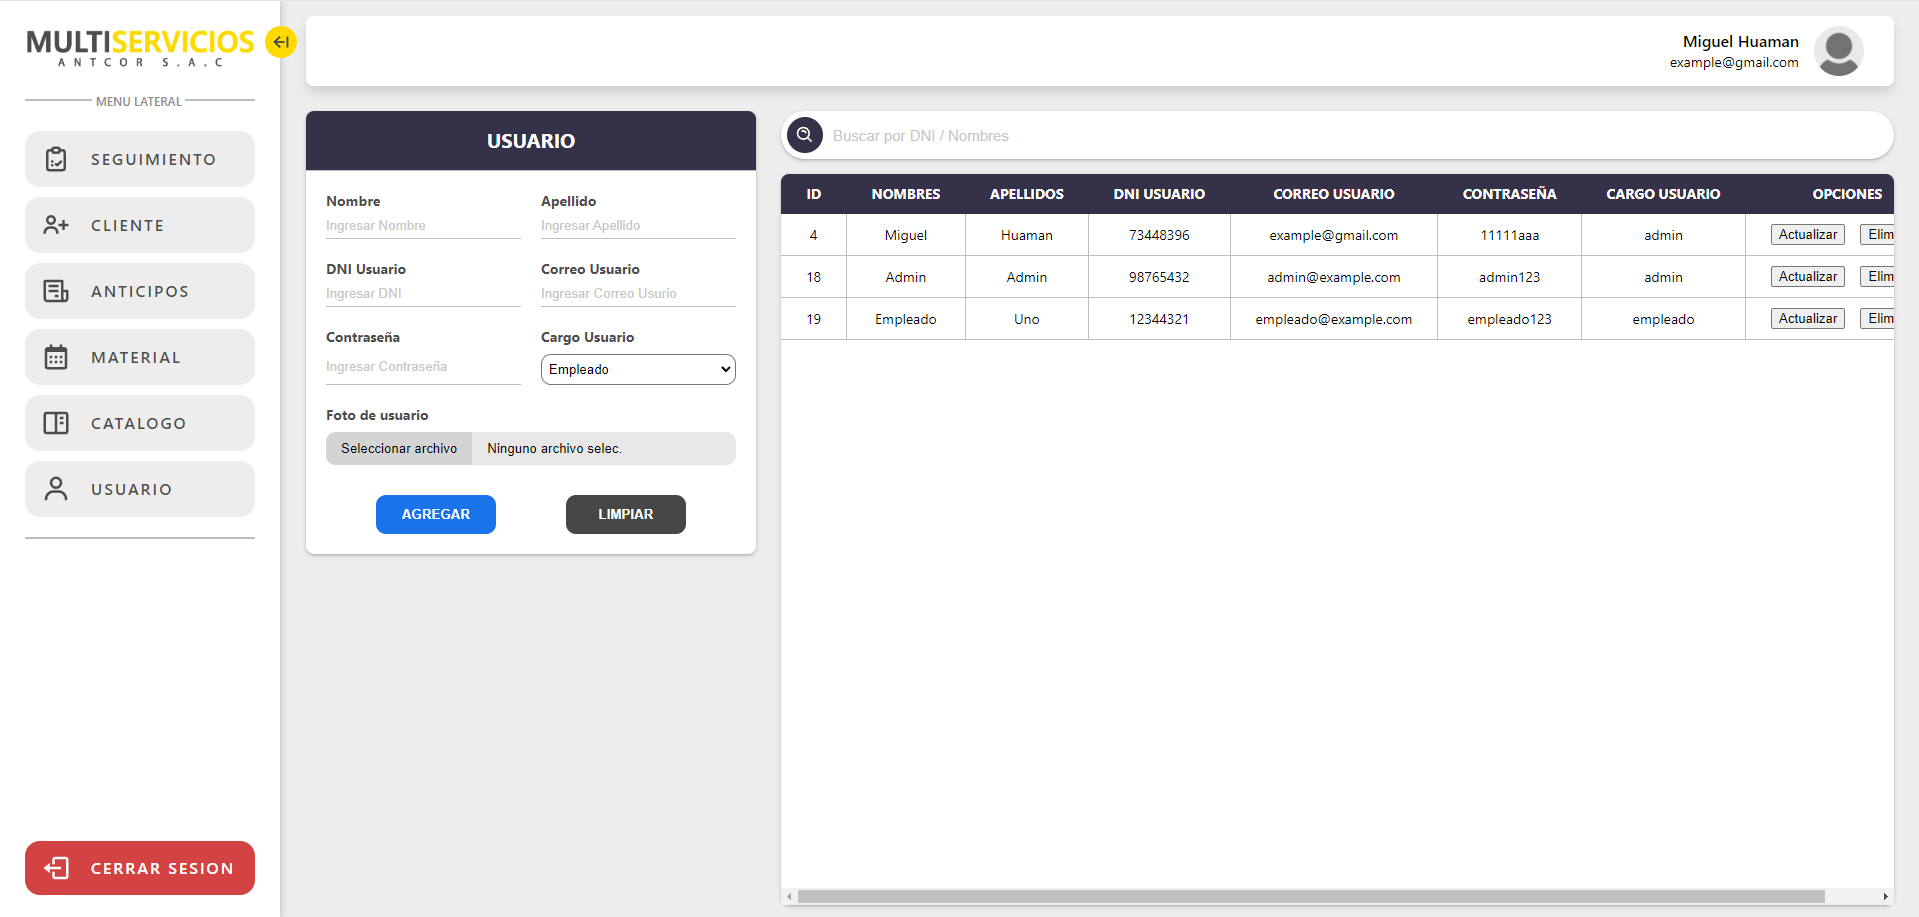 MULTISERVICIOS
ANTCOR S.A.C
MENU LATERAL
SEGUIMIENTO
CLIENTE
ANTICIPOS
MATERIAL
CATALOGO
USUARIO
CERRAR SESION
Miguel Huaman
example@gmail.com
USUARIO
Nombre Apellido
Ingresar Nombre Ingresar Apellido
DNI Usuario Correo Usuario
Ingresar DNI Ingresar Correo Usurio
Contraseña Cargo Usuario
Ingresar Contraseña Empleado
Foto de usuario
Seleccionar archivo Ninguno archivo selec.
AGREGAR LIMPIAR
Buscar por DNI / Nombres
ID NOMBRES APELLIDOS DNI USUARIO CORREO USUARIO CONTRASEÑA CARGO USUARIO OPCIONES
4 Miguel Huaman 73448396 example@gmail.com 11111aaa admin Actualizar Elim
18 Admin Admin 98765432 admin@example.com admin123 admin Actualizar Elim
19 Empleado Uno 12344321 empleado@example.com empleado123 empleado Actualizar Elim